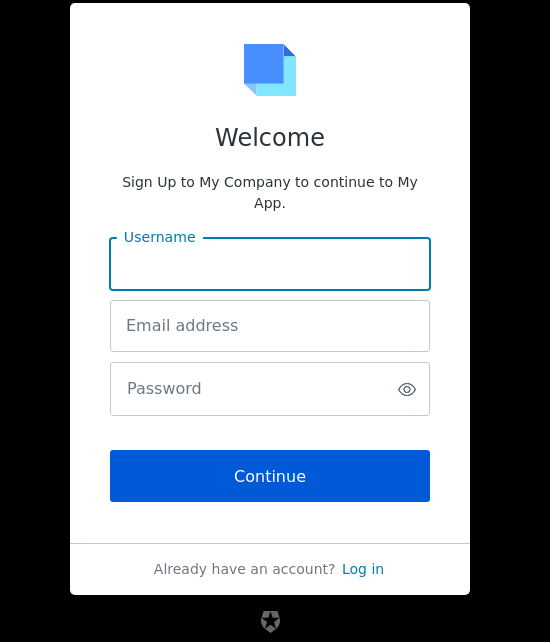 Welcome
Sign Up to My Company to continue to My
App.
Username
Email address
Password
Continue
Already have an account? Log in